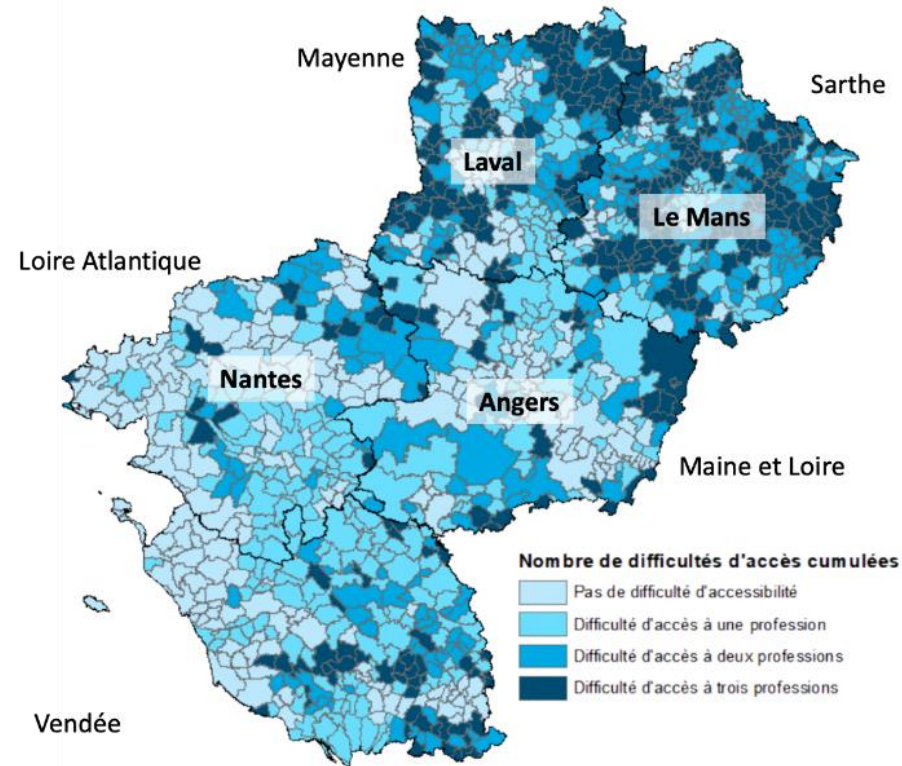 Mayenne
Sarthe
Laval
Le Mans
Loire Atlantique
Nantes
Angers
Maine et Loire
Vendée
Nombre de difficultés d'accès cumulées
Pas de difficulté d'accessibilité
Difficulté d'accès à une profession
Difficulté d'accès à deux professions
Difficulté d'accès à trois professions